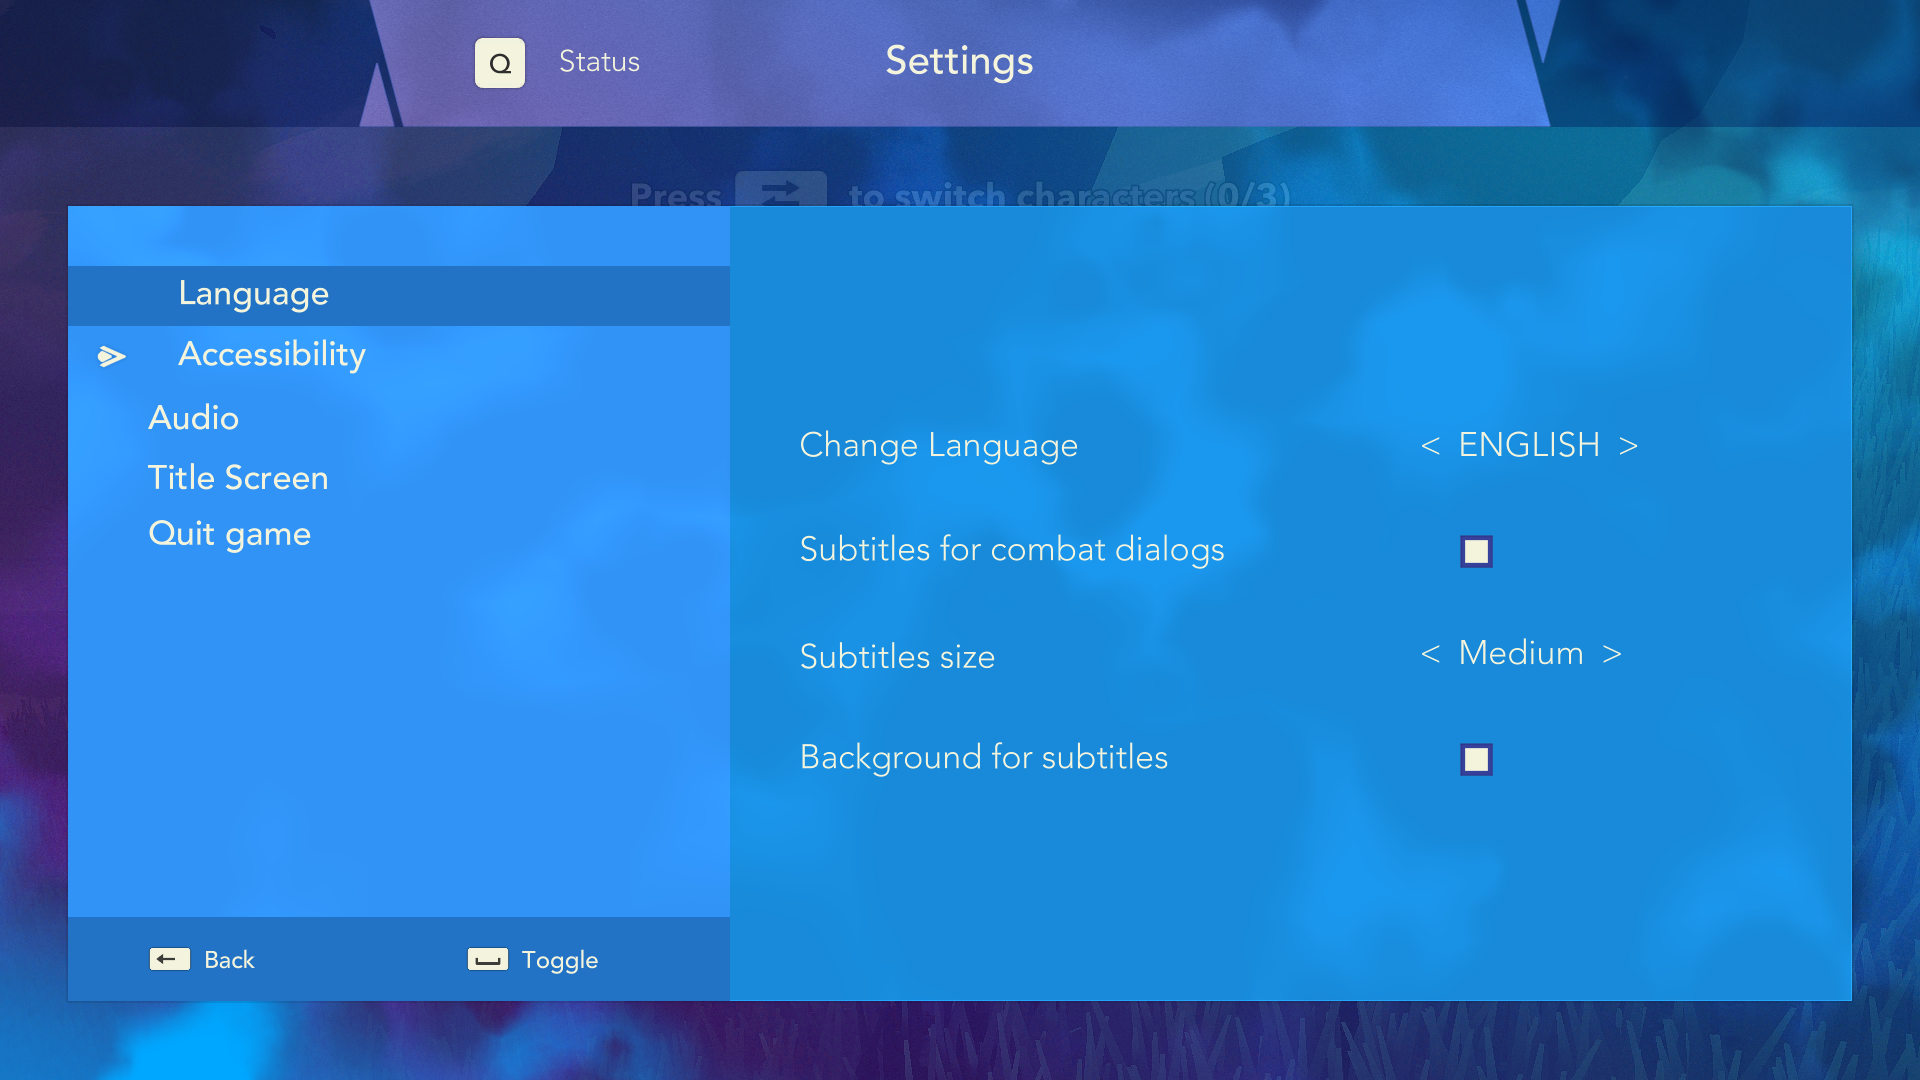 Q Status
Settings
Press to switch characters (0/3)
Language
Accessibility
Audio
Title Screen
Quit game
Change Language < ENGLISH >
Subtitles for combat dialogs
Subtitles size < Medium >
Background for subtitles
Back Toggle